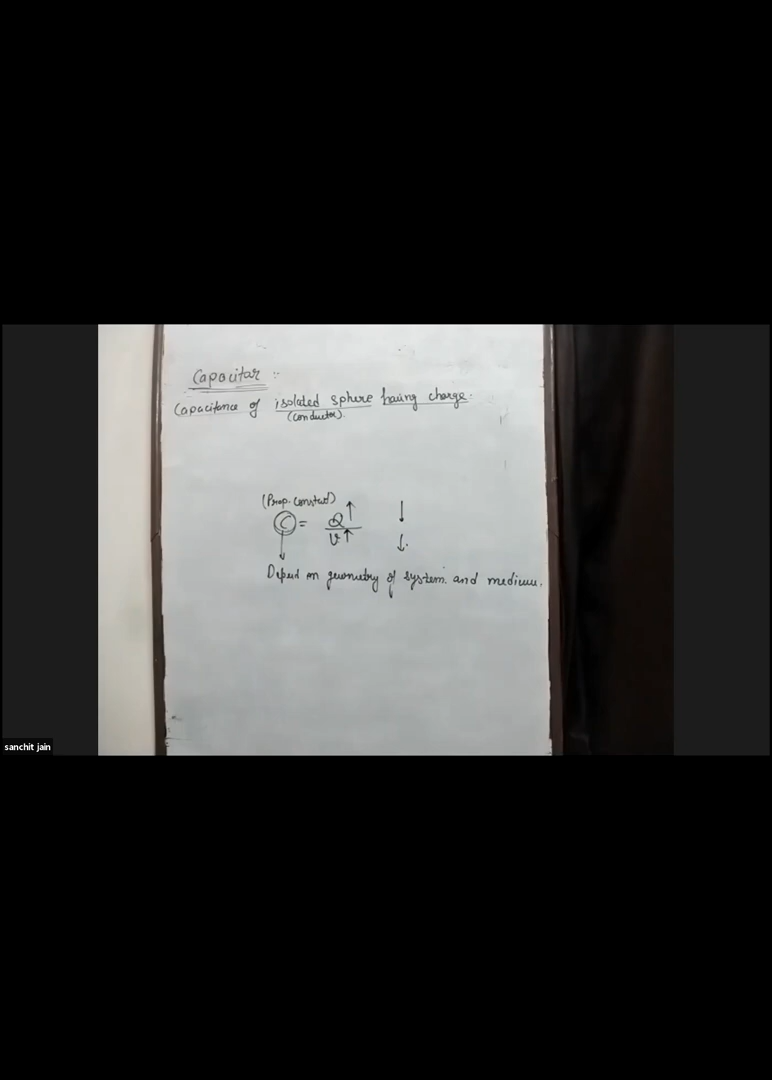 Capacitor :-
Capacitance of isolated sphere having charge.
(conductor).
(Prop. constant)
C = Q↑ ↓
V↑ ↓.
Depend on geometry of system. and medium.
sanchit jain